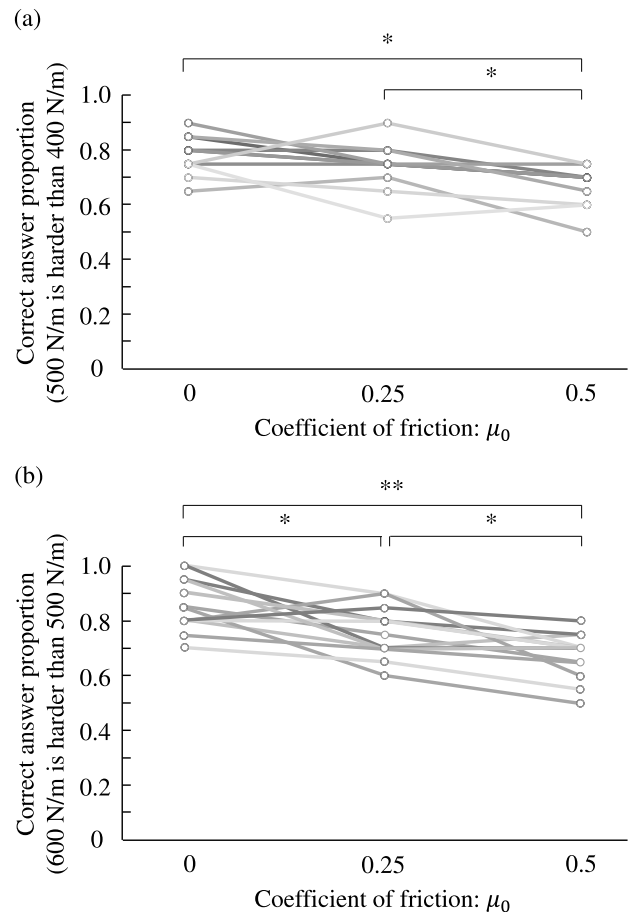 (a)
*
*
1.0
0.8
0.6
0.4
0.2
0
Correct answer proportion
(500 N/m is harder than 400 N/m)
0 0.25 0.5
Coefficient of friction: μ₀
(b)
**
* *
1.0
0.8
0.6
0.4
0.2
0
Correct answer proportion
(600 N/m is harder than 500 N/m)
0 0.25 0.5
Coefficient of friction: μ₀